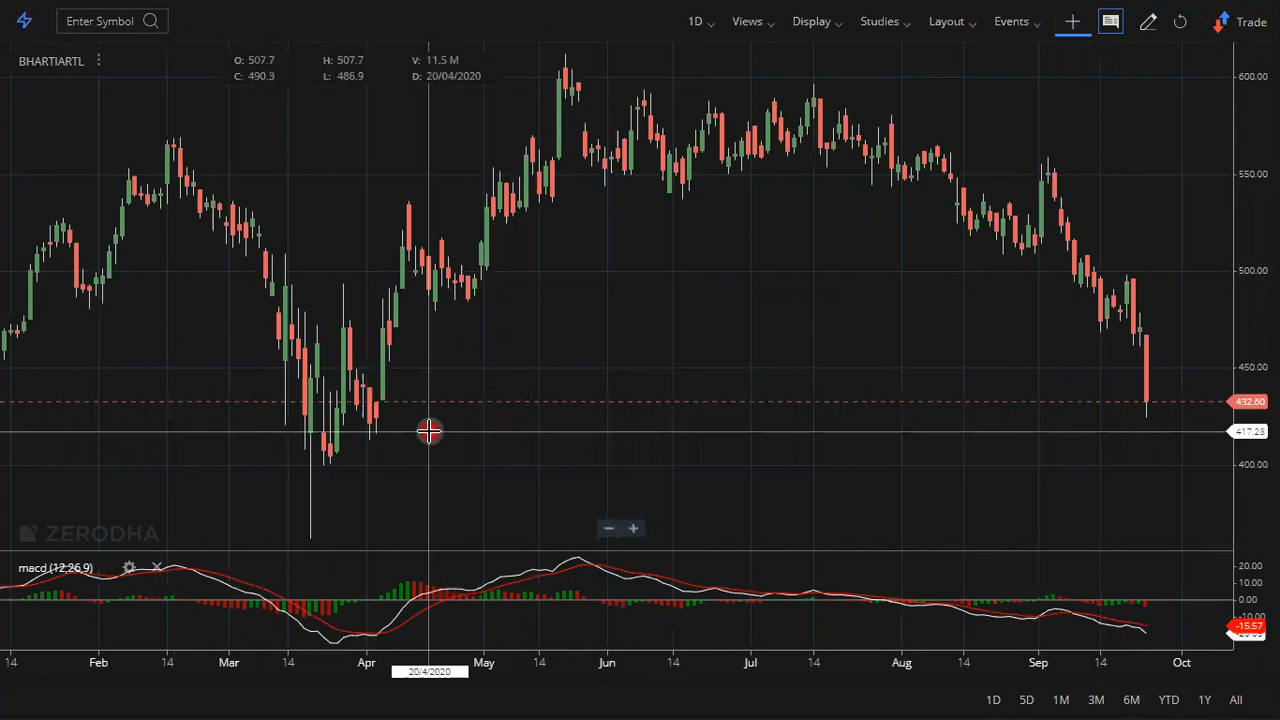 Enter Symbol 1D Views Display Studies Layout Events Trade
BHARTIARTL O: 507.7 H: 507.7 V: 11.5 M
C: 490.3 L: 486.9 D: 20/04/2020
600.00
550.00
500.00
450.00
432.60
417.28
400.00
ZERODHA
macd (12,26,9)
20.00
10.00
0.00
-15.57
14 Feb 14 Mar 14 Apr May 14 Jun 14 Jul 14 Aug 14 Sep 14 Oct
20/4/2020
1D 5D 1M 3M 6M YTD 1Y All